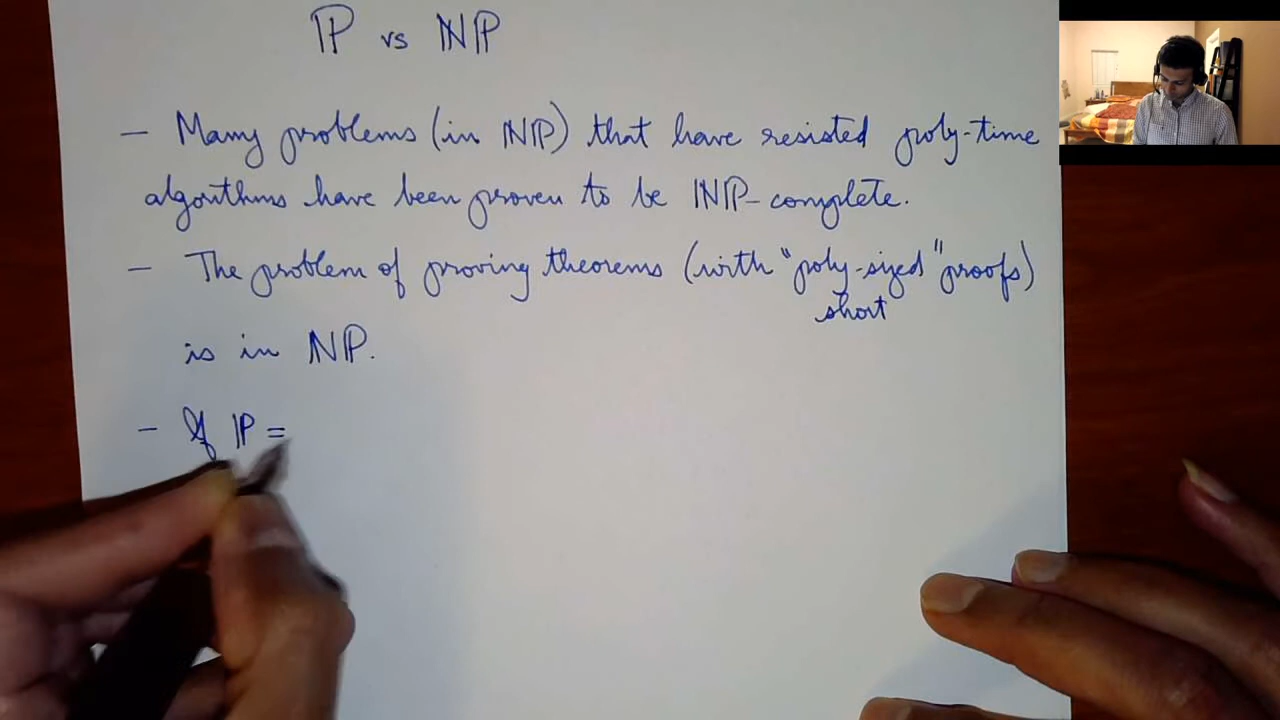 P vs NP
- Many problems (in NP) that have resisted poly-time
algorithms have been proven to be NP-complete.
- The problem of proving theorems (with "poly-sized" proofs)
short
is in NP.
- If P =